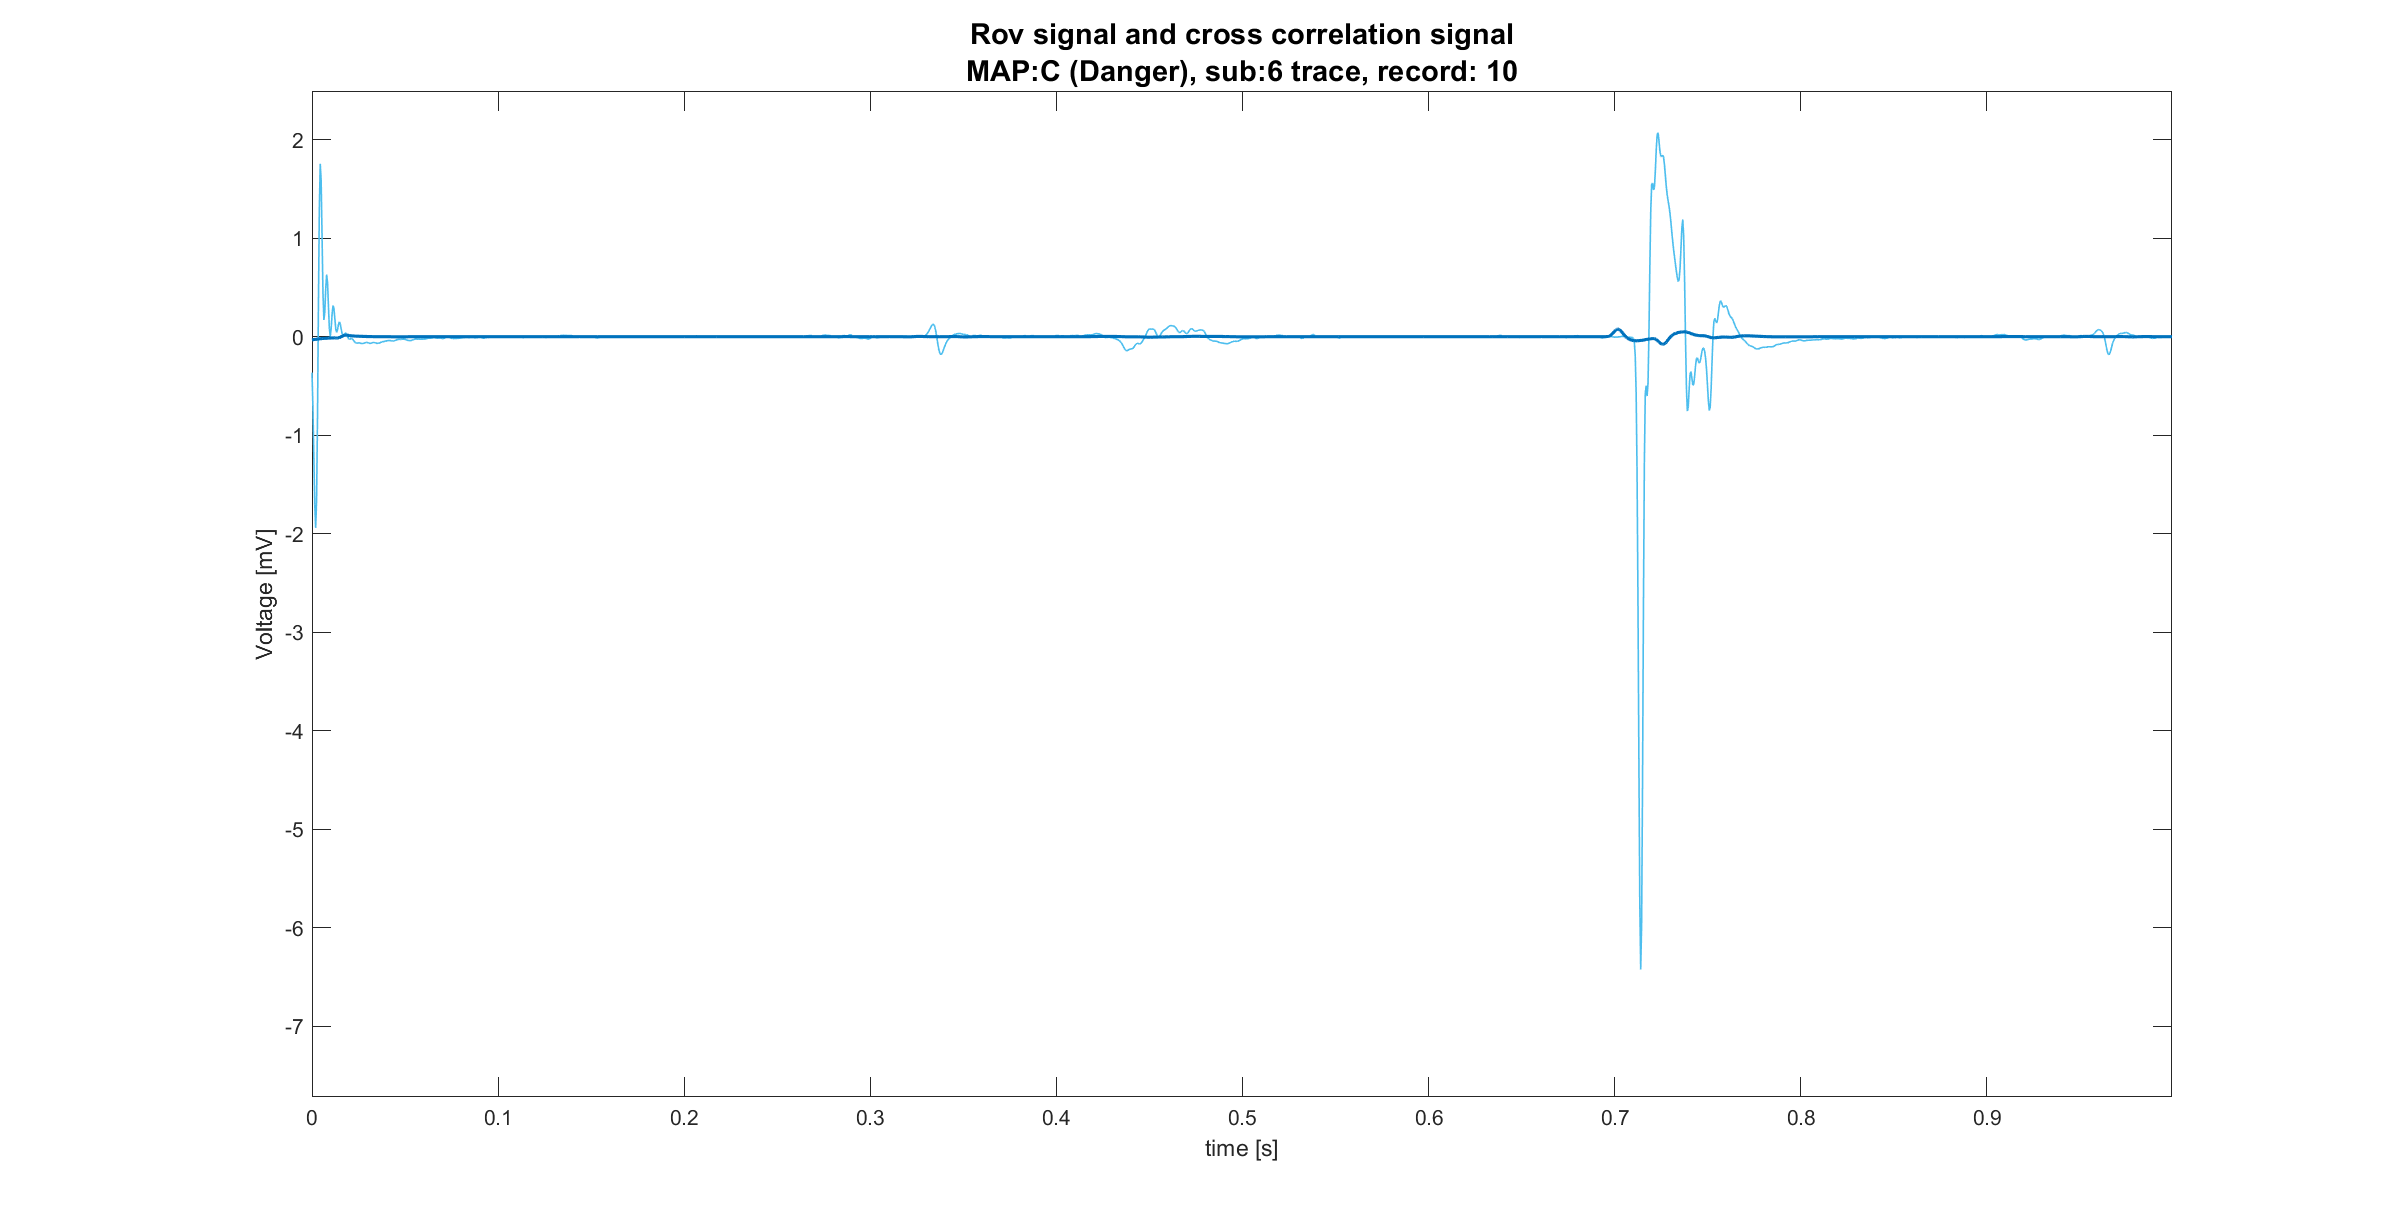 Rov signal and cross correlation signal
MAP:C (Danger), sub:6 trace, record: 10
2
1
0
-1
-2
-3
-4
-5
-6
-7
Voltage [mV]
0 0.1 0.2 0.3 0.4 0.5 0.6 0.7 0.8 0.9
time [s]